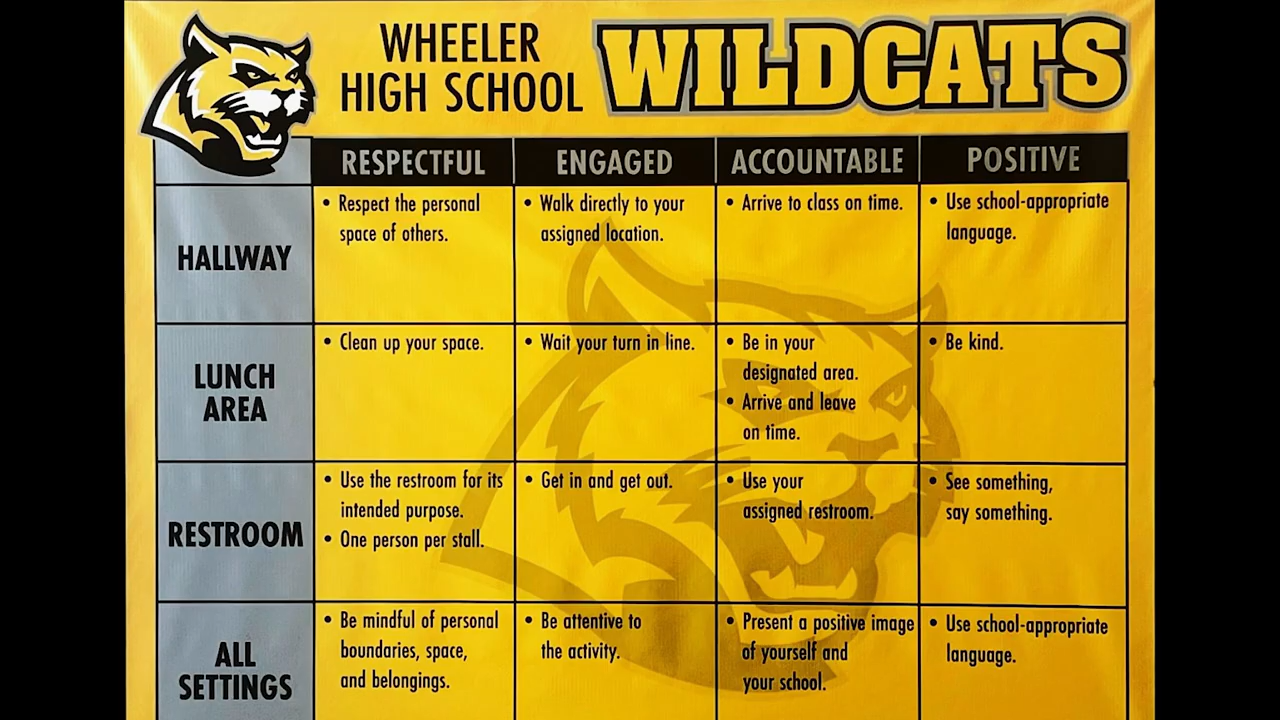 WHEELER
HIGH SCHOOL
WILDCATS
RESPECTFUL
ENGAGED
ACCOUNTABLE
POSITIVE
HALLWAY
• Respect the personal
space of others.
• Walk directly to your
assigned location.
• Arrive to class on time.
• Use school-appropriate
language.
LUNCH
AREA
• Clean up your space.
• Wait your turn in line.
• Be in your
designated area.
• Arrive and leave
on time.
• Be kind.
RESTROOM
• Use the restroom for its
intended purpose.
• One person per stall.
• Get in and get out.
• Use your
assigned restroom.
• See something,
say something.
ALL
SETTINGS
• Be mindful of personal
boundaries, space,
and belongings.
• Be attentive to
the activity.
• Present a positive image
of yourself and
your school.
• Use school-appropriate
language.